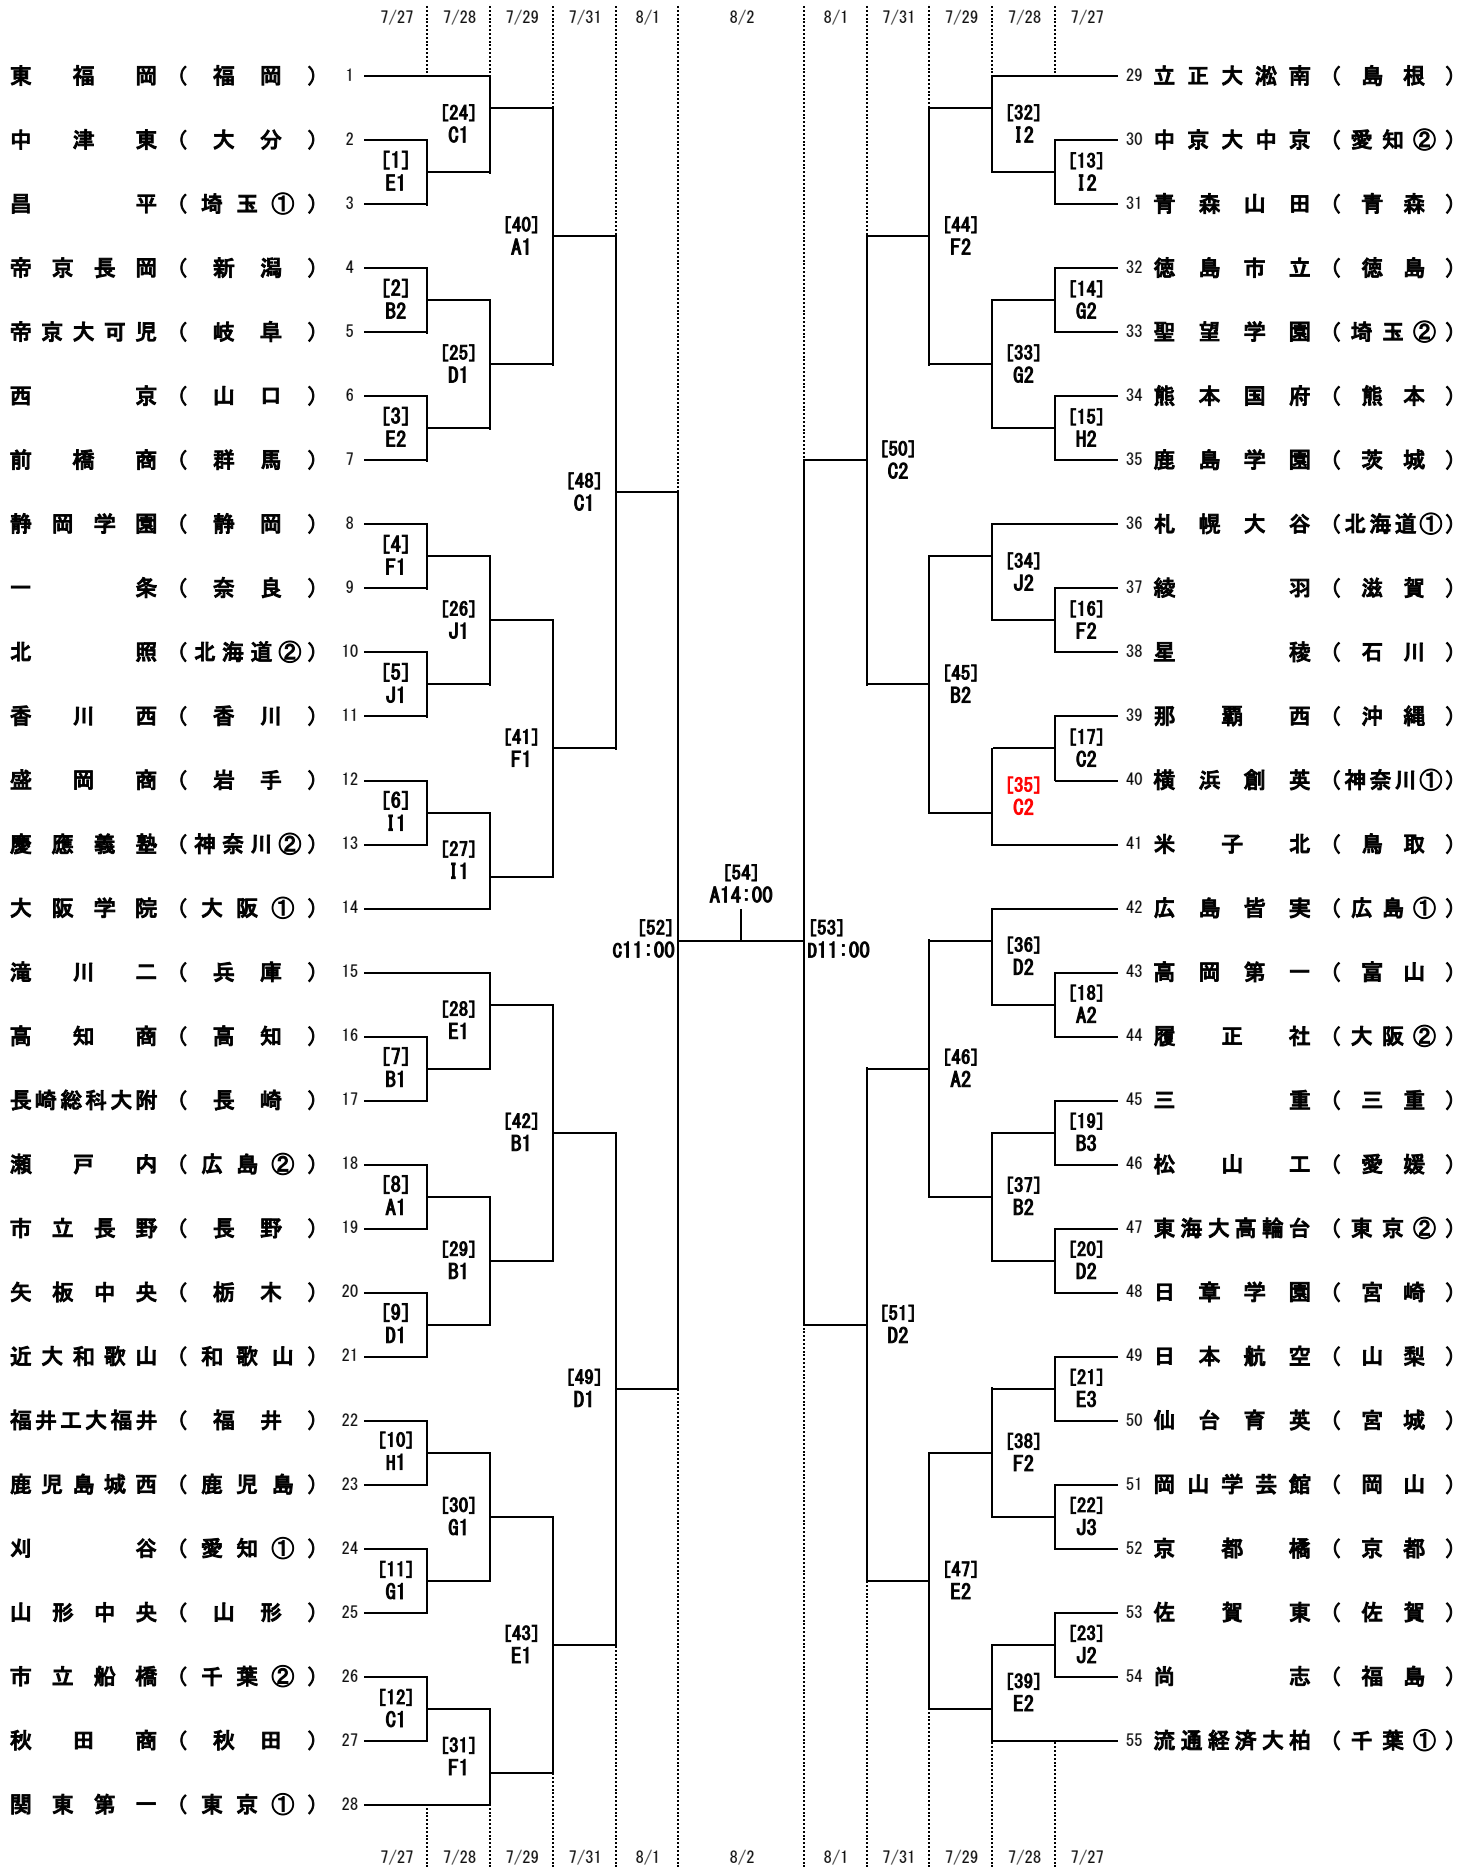 7/27 7/28 7/29 7/31 8/1 8/2 8/1 7/31 7/29 7/28 7/27
東福岡（福岡） 1
中津東（大分） 2
昌平（埼玉①） 3
帝京長岡（新潟） 4
帝京大可児（岐阜） 5
西京（山口） 6
前橋商（群馬） 7
静岡学園（静岡） 8
一条（奈良） 9
北照（北海道②） 10
香川西（香川） 11
盛岡商（岩手） 12
慶應義塾（神奈川②） 13
大阪学院（大阪①） 14
滝川二（兵庫） 15
高知商（高知） 16
長崎総科大附（長崎） 17
瀬戸内（広島②） 18
市立長野（長野） 19
矢板中央（栃木） 20
近大和歌山（和歌山） 21
福井工大福井（福井） 22
鹿児島城西（鹿児島） 23
刈谷（愛知①） 24
山形中央（山形） 25
市立船橋（千葉②） 26
秋田商（秋田） 27
関東第一（東京①） 28
[1]
E1
[2]
B2
[3]
E2
[4]
F1
[5]
J1
[6]
I1
[7]
B1
[8]
A1
[9]
D1
[10]
H1
[11]
G1
[12]
C1
[24]
C1
[25]
D1
[26]
J1
[27]
I1
[28]
E1
[29]
B1
[30]
G1
[31]
F1
[40]
A1
[41]
F1
[42]
B1
[43]
E1
[48]
C1
[49]
D1
[52]
C11:00
[54]
A14:00
[53]
D11:00
[50]
C2
[51]
D2
[44]
F2
[45]
B2
[46]
A2
[47]
E2
[32]
I2
[33]
G2
[34]
J2
[35]
C2
[36]
D2
[37]
B2
[38]
F2
[39]
E2
[13]
I2
[14]
G2
[15]
H2
[16]
F2
[17]
C2
[18]
A2
[19]
B3
[20]
D2
[21]
E3
[22]
J3
[23]
J2
29 立正大淞南（島根）
30 中京大中京（愛知②）
31 青森山田（青森）
32 徳島市立（徳島）
33 聖望学園（埼玉②）
34 熊本国府（熊本）
35 鹿島学園（茨城）
36 札幌大谷（北海道①）
37 綾羽（滋賀）
38 星稜（石川）
39 那覇西（沖縄）
40 横浜創英（神奈川①）
41 米子北（鳥取）
42 広島皆実（広島①）
43 高岡第一（富山）
44 履正社（大阪②）
45 三重（三重）
46 松山工（愛媛）
47 東海大高輪台（東京②）
48 日章学園（宮崎）
49 日本航空（山梨）
50 仙台育英（宮城）
51 岡山学芸館（岡山）
52 京都橘（京都）
53 佐賀東（佐賀）
54 尚志（福島）
55 流通経済大柏（千葉①）
7/27 7/28 7/29 7/31 8/1 8/2 8/1 7/31 7/29 7/28 7/27